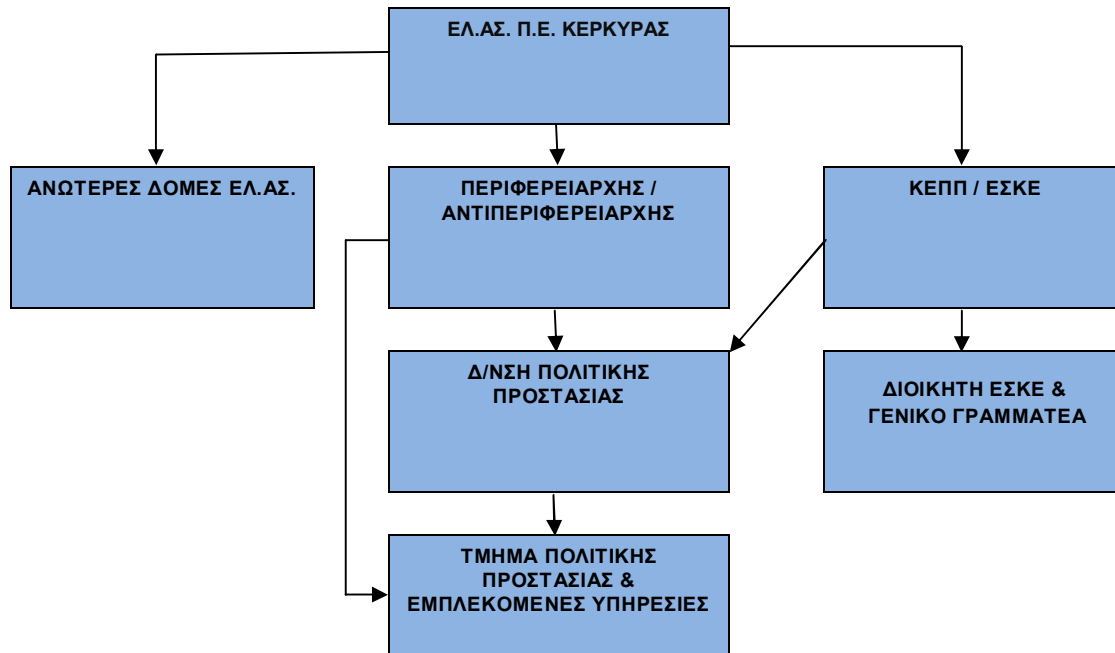 ΕΛ.ΑΣ. Π.Ε. ΚΕΡΚΥΡΑΣ
ΑΝΩΤΕΡΕΣ ΔΟΜΕΣ ΕΛ.ΑΣ.
ΠΕΡΙΦΕΡΕΙΑΡΧΗΣ /
ΑΝΤΙΠΕΡΙΦΕΡΕΙΑΡΧΗΣ
ΚΕΠΠ / ΕΣΚΕ
Δ/ΝΣΗ ΠΟΛΙΤΙΚΗΣ
ΠΡΟΣΤΑΣΙΑΣ
ΔΙΟΙΚΗΤΗ ΕΣΚΕ &
ΓΕΝΙΚΟ ΓΡΑΜΜΑΤΕΑ
ΤΜΗΜΑ ΠΟΛΙΤΙΚΗΣ
ΠΡΟΣΤΑΣΙΑΣ &
ΕΜΠΛΕΚΟΜΕΝΕΣ ΥΠΗΡΕΣΙΕΣ